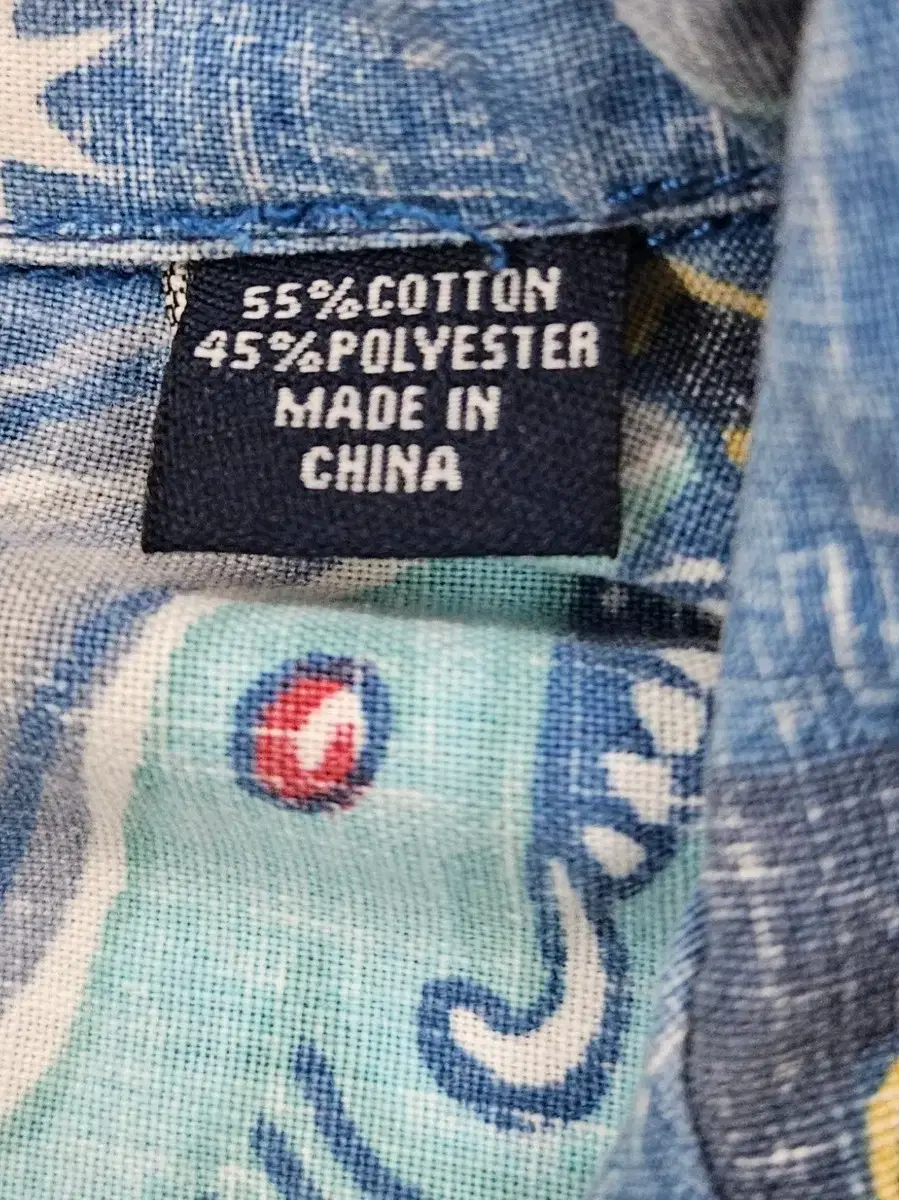 55%COTTON
45%POLYESTER
MADE IN
CHINA